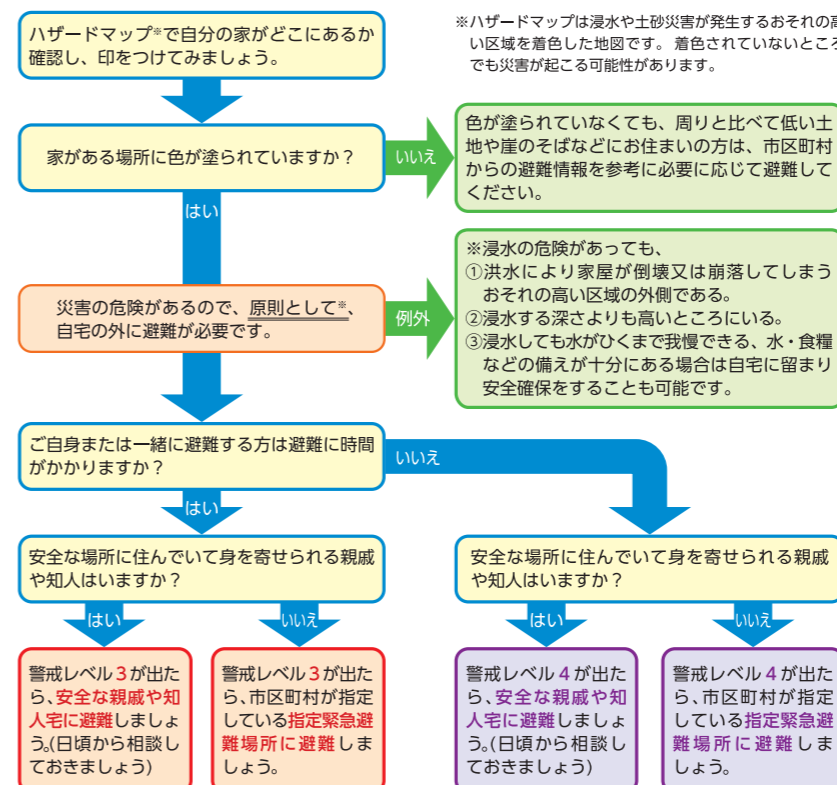 ハザードマップ※で自分の家がどこにあるか
確認し、印をつけてみましょう。
※ハザードマップは浸水や土砂災害が発生するおそれの高
い区域を着色した地図です。着色されていないところ
でも災害が起こる可能性があります。
家がある場所に色が塗られていますか？
いいえ
色が塗られていなくても、周りと比べて低い土
地や崖のそばなどにお住まいの方は、市区町村
からの避難情報を参考に必要に応じて避難して
ください。
はい
災害の危険があるので、原則として※、
自宅の外に避難が必要です。
例外
※浸水の危険があっても、
①洪水により家屋が倒壊又は崩落してしまう
おそれの高い区域の外側である。
②浸水する深さよりも高いところにいる。
③浸水しても水がひくまで我慢できる、水・食糧
などの備えが十分にある場合は自宅に留まり
安全確保をすることも可能です。
ご自身または一緒に避難する方は避難に時間
がかかりますか？
いいえ
はい
安全な場所に住んでいて身を寄せられる親戚
や知人はいますか？
はい
いいえ
警戒レベル3が出た
ら、安全な親戚や知
人宅に避難しましょ
う。(日頃から相談し
ておきましょう)
警戒レベル3が出た
ら、市区町村が指定
している指定緊急避
難場所に避難しま
しょう。
安全な場所に住んでいて身を寄せられる親戚
や知人はいますか？
はい
いいえ
警戒レベル4が出た
ら、安全な親戚や知
人宅に避難しましょ
う。(日頃から相談し
ておきましょう)
警戒レベル4が出た
ら、市区町村が指定
している指定緊急避
難場所に避難しま
しょう。